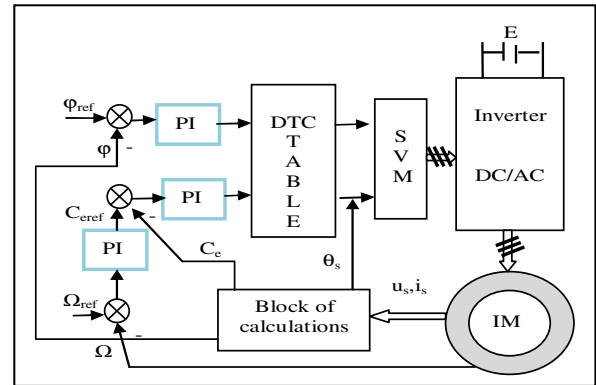 E
φref
PI
φ
-
DTC
T
A
B
L
E
S
V
M
Inverter
DC/AC
PI
Ceref
-
PI
Ce
θs
Ωref
-
Ω
Block of
calculations
us,is
IM